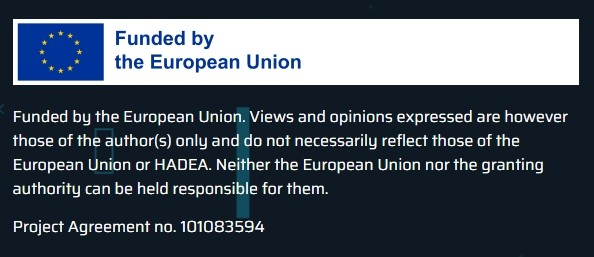 Funded by
the European Union
Funded by the European Union. Views and opinions expressed are however
those of the author(s) only and do not necessarily reflect those of the
European Union or HADEA. Neither the European Union nor the granting
authority can be held responsible for them.
Project Agreement no. 101083594